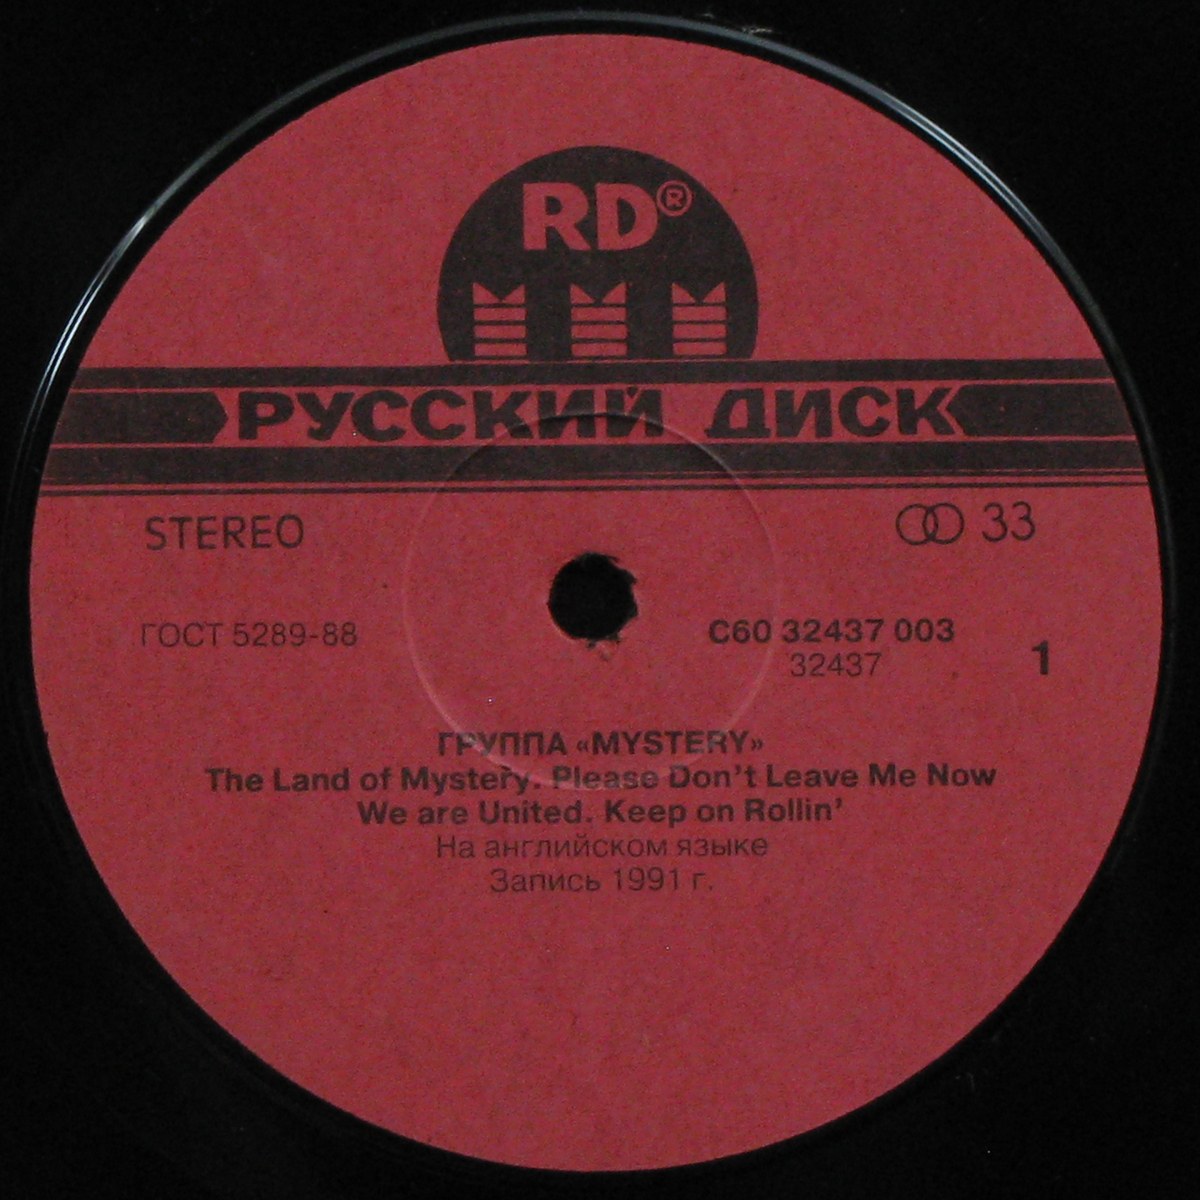 RD®
РУССКИЙ ДИСК
STEREO
33
ГОСТ 5289-88
С60 32437 003
32437
1
ГРУППА «MYSTERY»
The Land of Mystery. Please Don't Leave Me Now
We are United. Keep on Rollin'
На английском языке
Запись 1991 г.